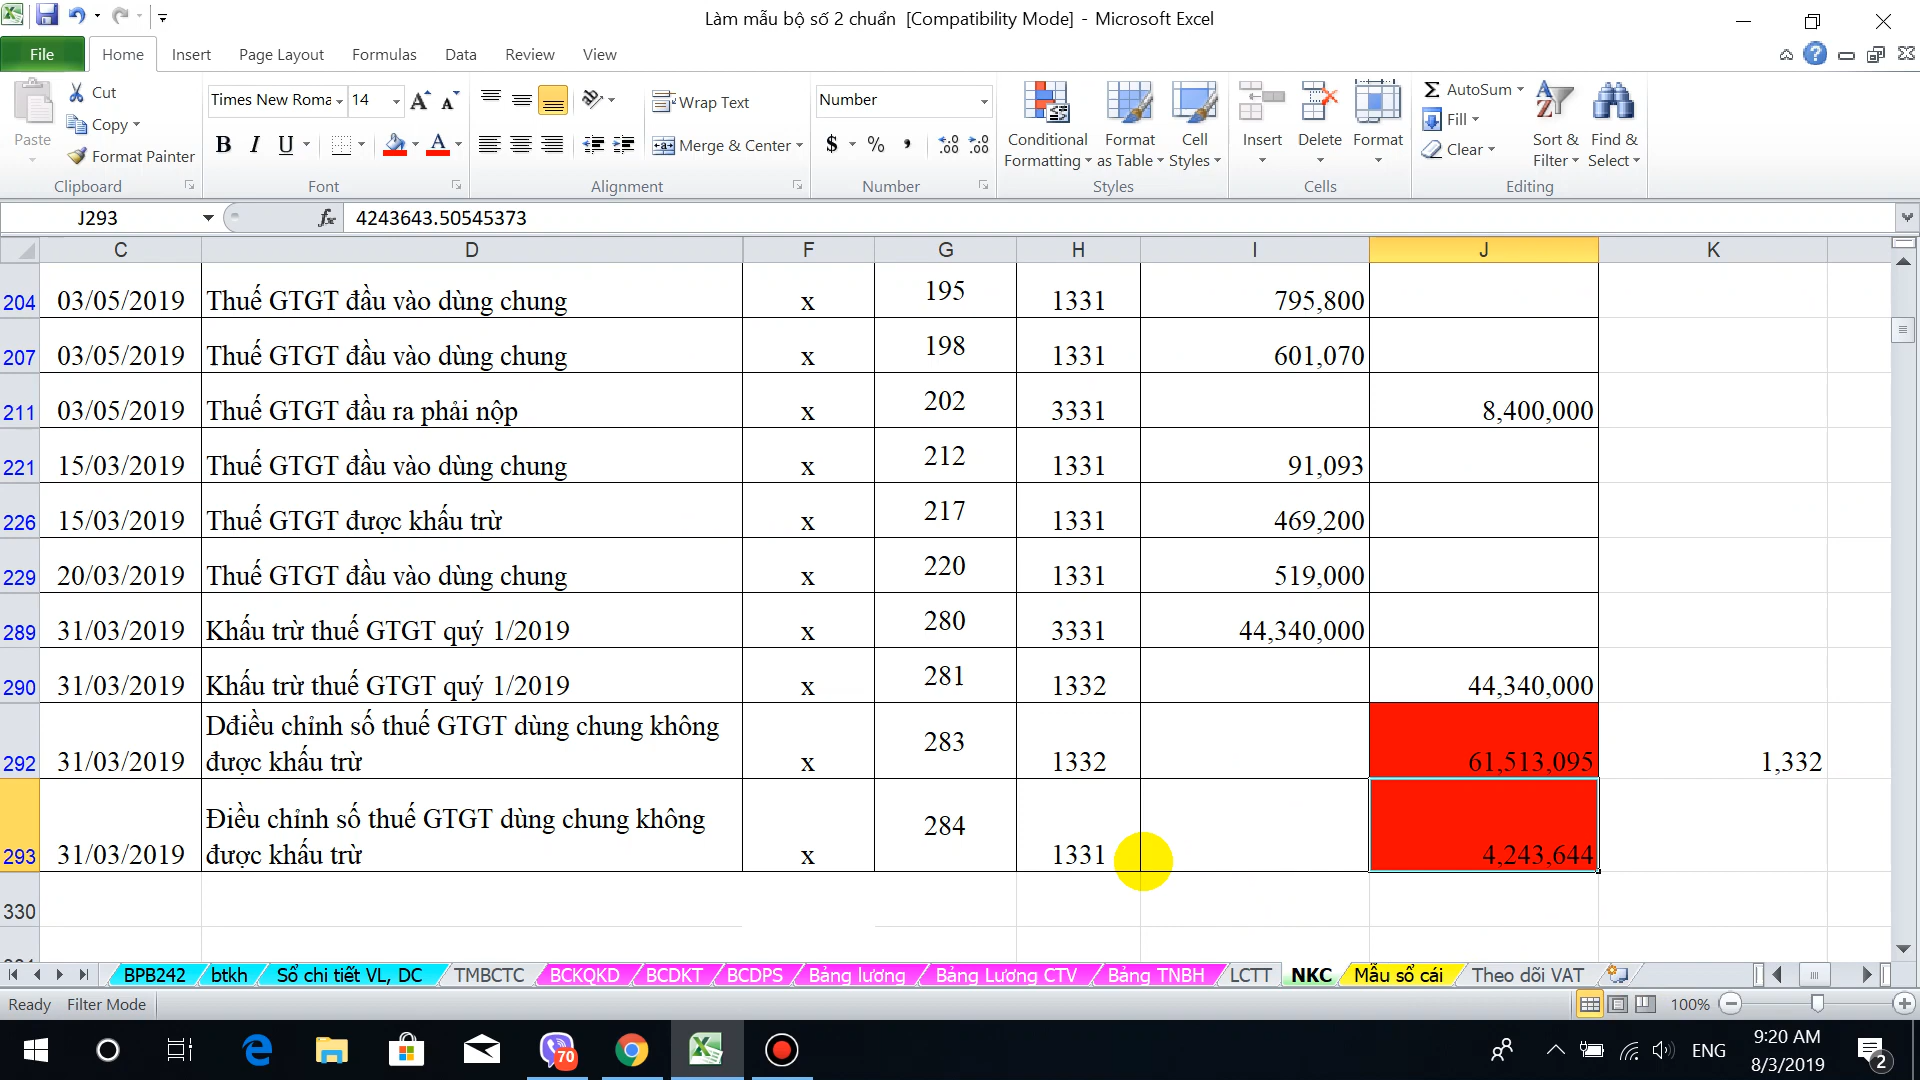 Làm mẫu bộ số 2 chuẩn [Compatibility Mode] - Microsoft Excel
File Home Insert Page Layout Formulas Data Review View
Paste Cut Copy Format Painter Clipboard
Times New Roma 14 B I U Font
Wrap Text Merge & Center Alignment
Number $ % , Number
Conditional Formatting Format as Table Cell Styles Styles
Insert Delete Format Cells
AutoSum Fill Clear Sort & Filter Find & Select Editing
J293 fx 4243643.50545373
C D F G H I J K
204 03/05/2019 Thuế GTGT đầu vào dùng chung x 195 1331 795,800
207 03/05/2019 Thuế GTGT đầu vào dùng chung x 198 1331 601,070
211 03/05/2019 Thuế GTGT đầu ra phải nộp x 202 3331 8,400,000
221 15/03/2019 Thuế GTGT đầu vào dùng chung x 212 1331 91,093
226 15/03/2019 Thuế GTGT được khấu trừ x 217 1331 469,200
229 20/03/2019 Thuế GTGT đầu vào dùng chung x 220 1331 519,000
289 31/03/2019 Khấu trừ thuế GTGT quý 1/2019 x 280 3331 44,340,000
290 31/03/2019 Khấu trừ thuế GTGT quý 1/2019 x 281 1332 44,340,000
Dđiều chỉnh số thuế GTGT dùng chung không
292 31/03/2019 được khấu trừ x 283 1332 61,513,095 1,332
Điều chỉnh số thuế GTGT dùng chung không
293 31/03/2019 được khấu trừ x 284 1331 4,243,644
330
BPB242 btkh Sổ chi tiết VL, DC TMBCTC BCKQKD BCDKT BCDPS Bảng lương Bảng Lương CTV Bảng TNBH LCTT NKC Mẫu sổ cái Theo dõi VAT
Ready Filter Mode 100%
70 ENG 9:20 AM
8/3/2019 2